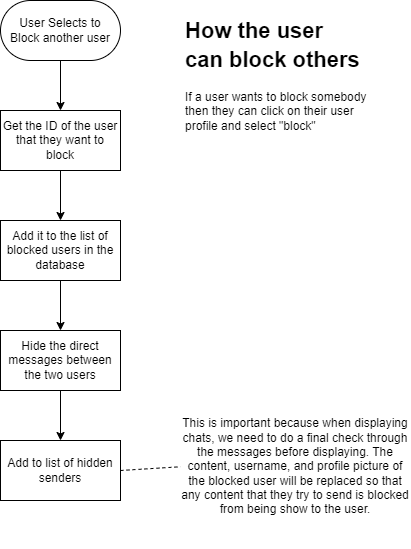 User Selects to
Block another user
How the user
can block others
If a user wants to block somebody
then they can click on their user
profile and select "block"
Get the ID of the user
that they want to
block
Add it to the list of
blocked users in the
database
Hide the direct
messages between
the two users
Add to list of hidden
senders
This is important because when displaying
chats, we need to do a final check through
the messages before displaying. The
content, username, and profile picture of
the blocked user will be replaced so that
any content that they try to send is blocked
from being show to the user.